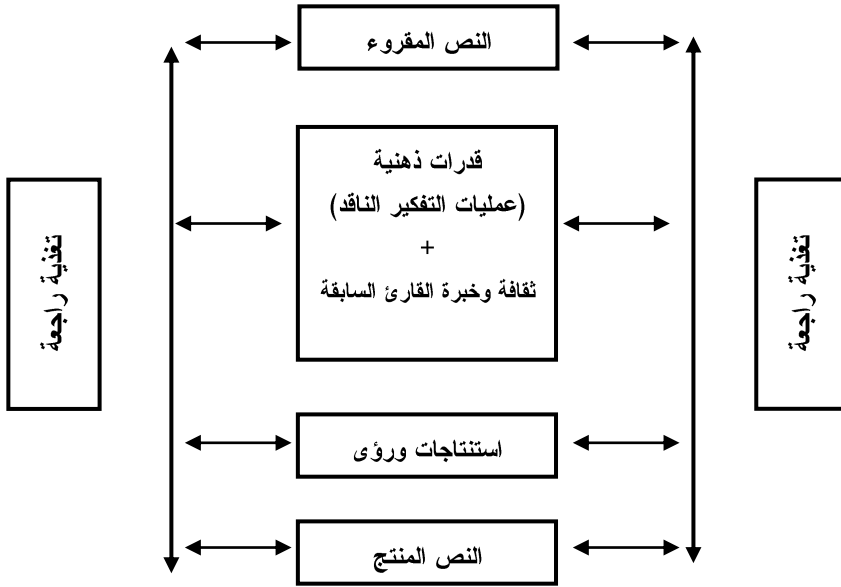 النص المقروء
قدرات ذهنية
(عمليات التفكير الناقد)
+
ثقافة وخبرة القارئ السابقة
تغذية راجعة
تغذية راجعة
استنتاجات ورؤى
النص المنتج